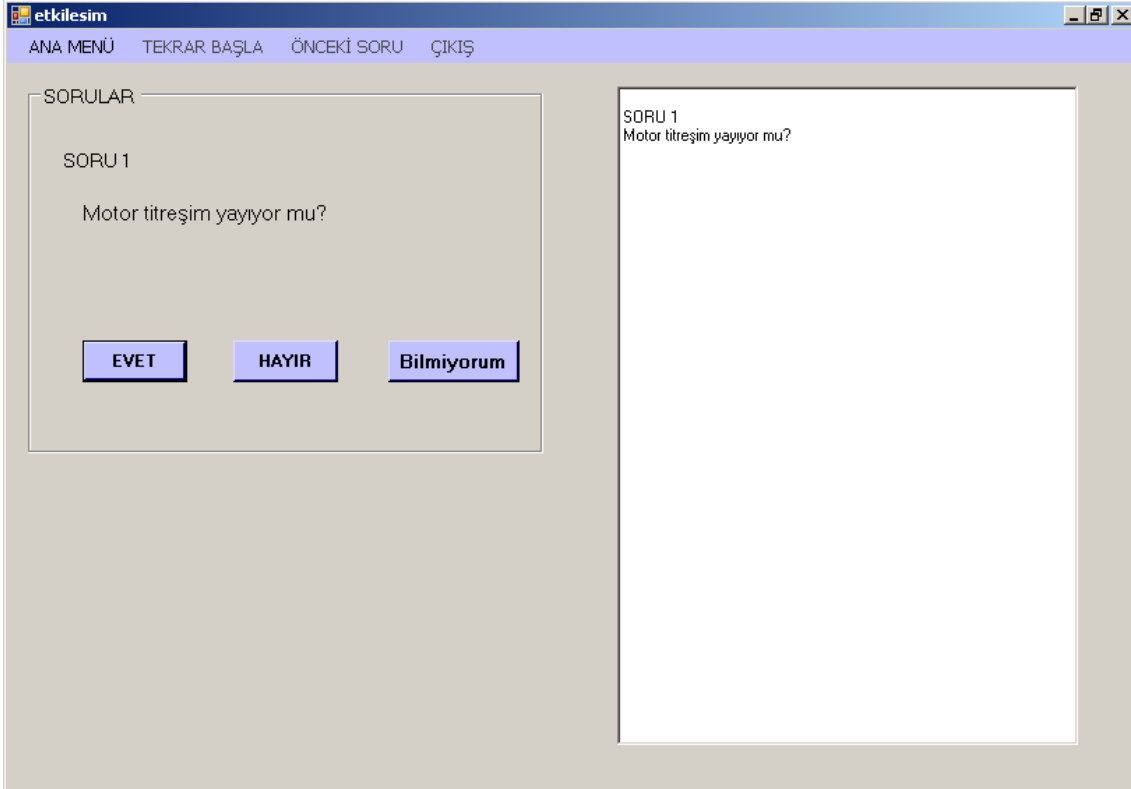 etkilesim
ANA MENÜ TEKRAR BAŞLA ÖNCEKİ SORU ÇIKIŞ
SORULAR
SORU 1
Motor titreşim yayıyor mu?
EVET HAYIR Bilmiyorum
SORU 1
Motor titreşim yayıyor mu?